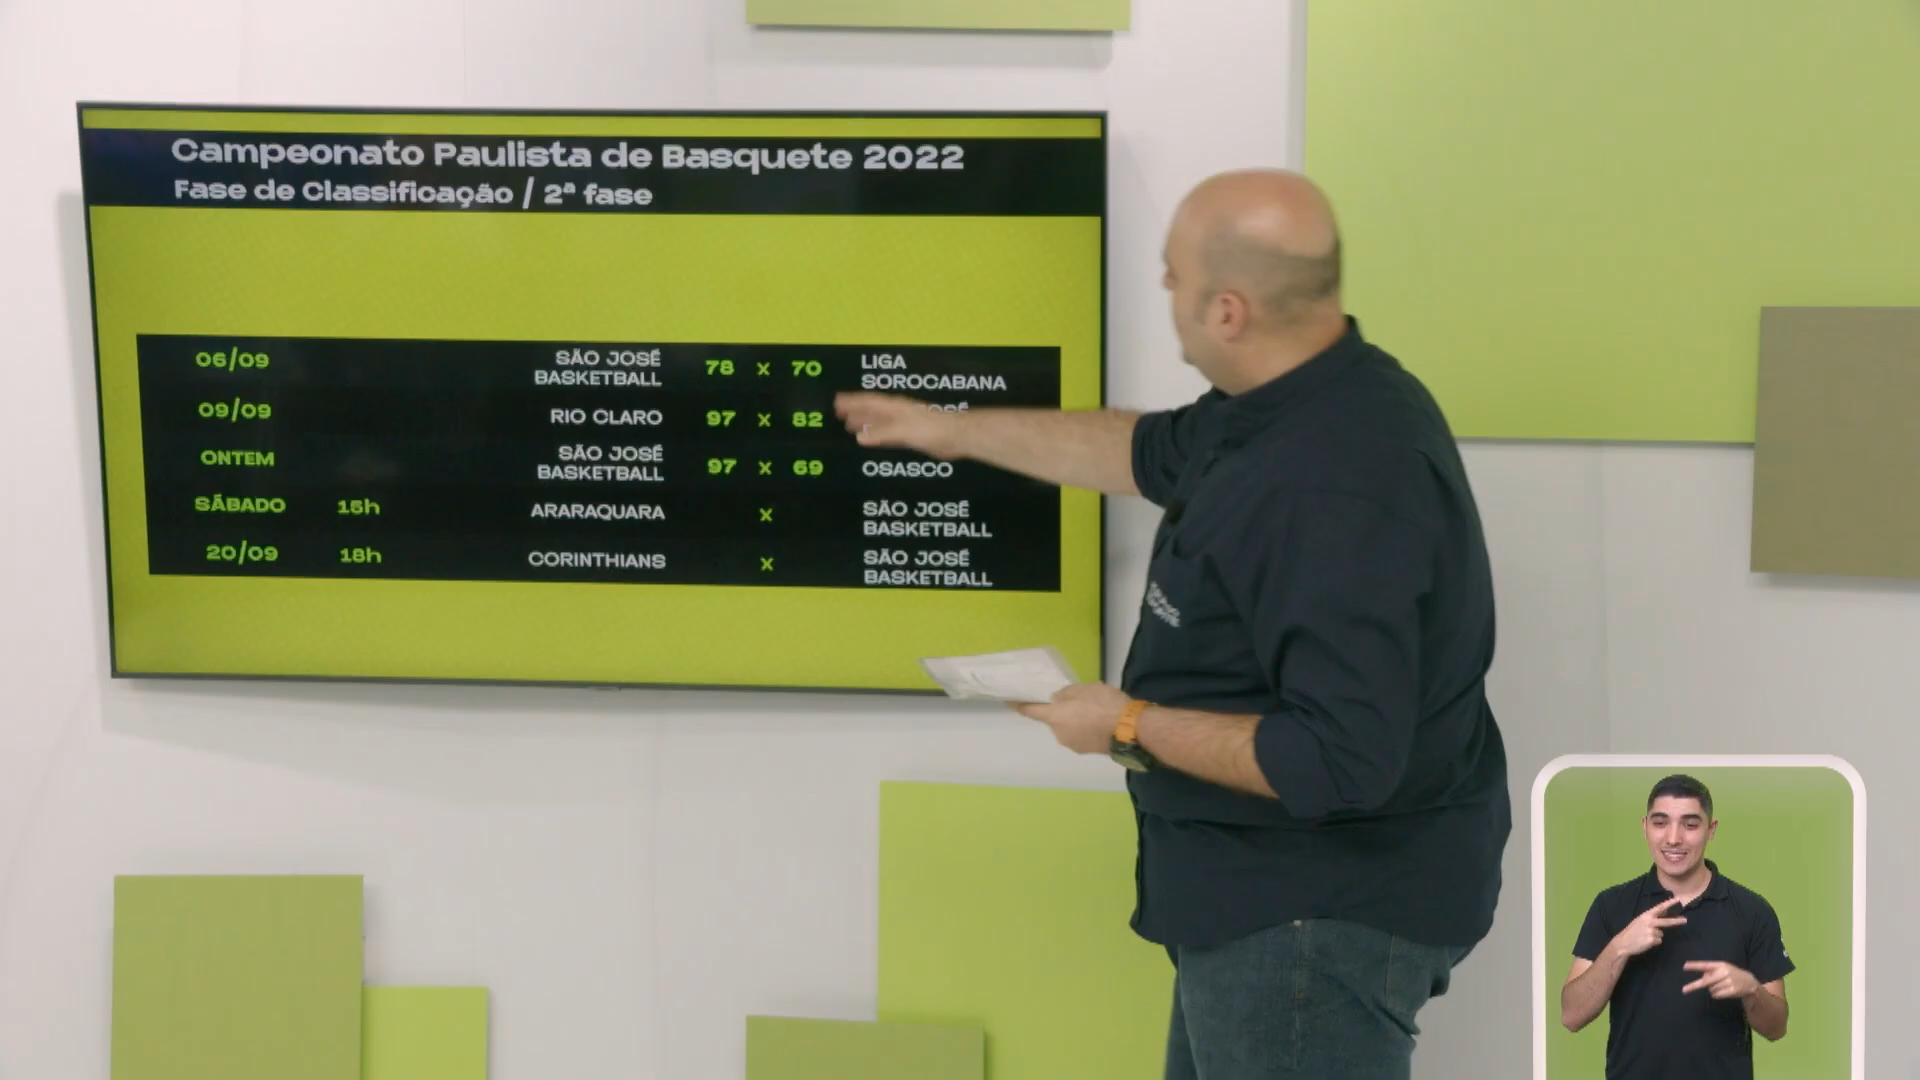 Campeonato Paulista de Basquete 2022
Fase de Classificação / 2ª fase
06/09 SÃO JOSÉ BASKETBALL 78 x 70 LIGA SOROCABANA
09/09 RIO CLARO 97 x 82 JOSÉ
ONTEM SÃO JOSÉ BASKETBALL 97 x 69 OSASCO
SÁBADO 15h ARARAQUARA x SÃO JOSÉ BASKETBALL
20/09 18h CORINTHIANS x SÃO JOSÉ BASKETBALL